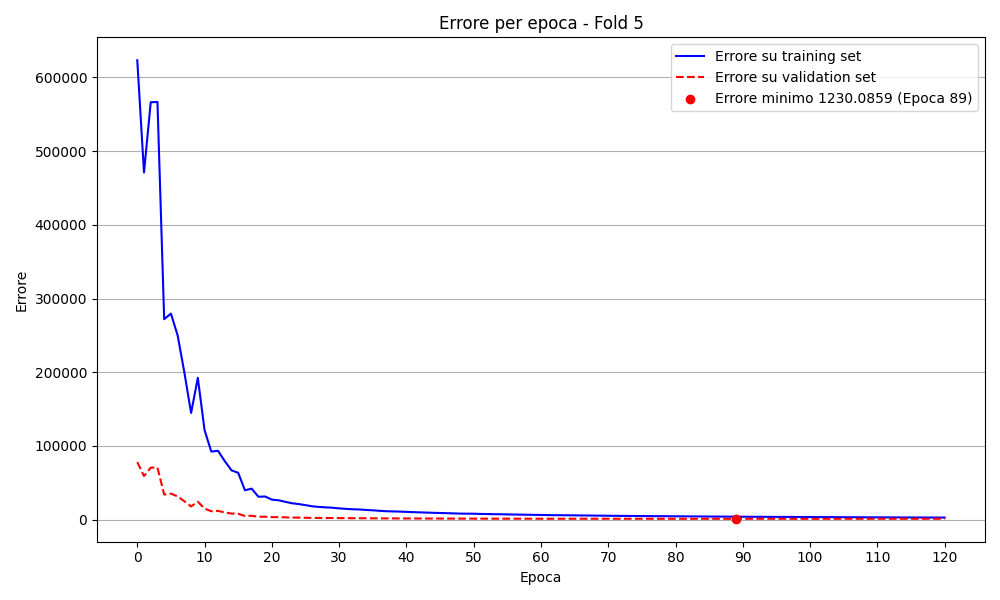 Errore per epoca - Fold 5
Errore su training set
Errore su validation set
Errore minimo 1230.0859 (Epoca 89)
Errore
600000
500000
400000
300000
200000
100000
0
0 10 20 30 40 50 60 70 80 90 100 110 120
Epoca